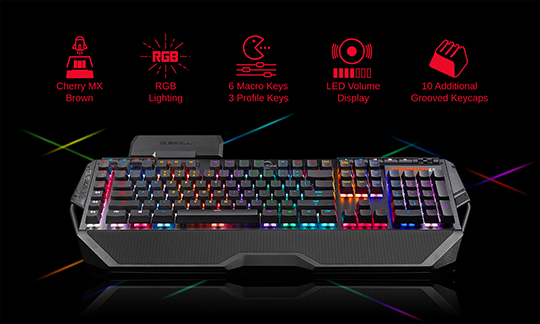 RGB
Cherry MX
Brown
RGB
Lighting
6 Macro Keys
3 Profile Keys
LED Volume
Display
10 Additional
Grooved Keycaps
G.SKILL